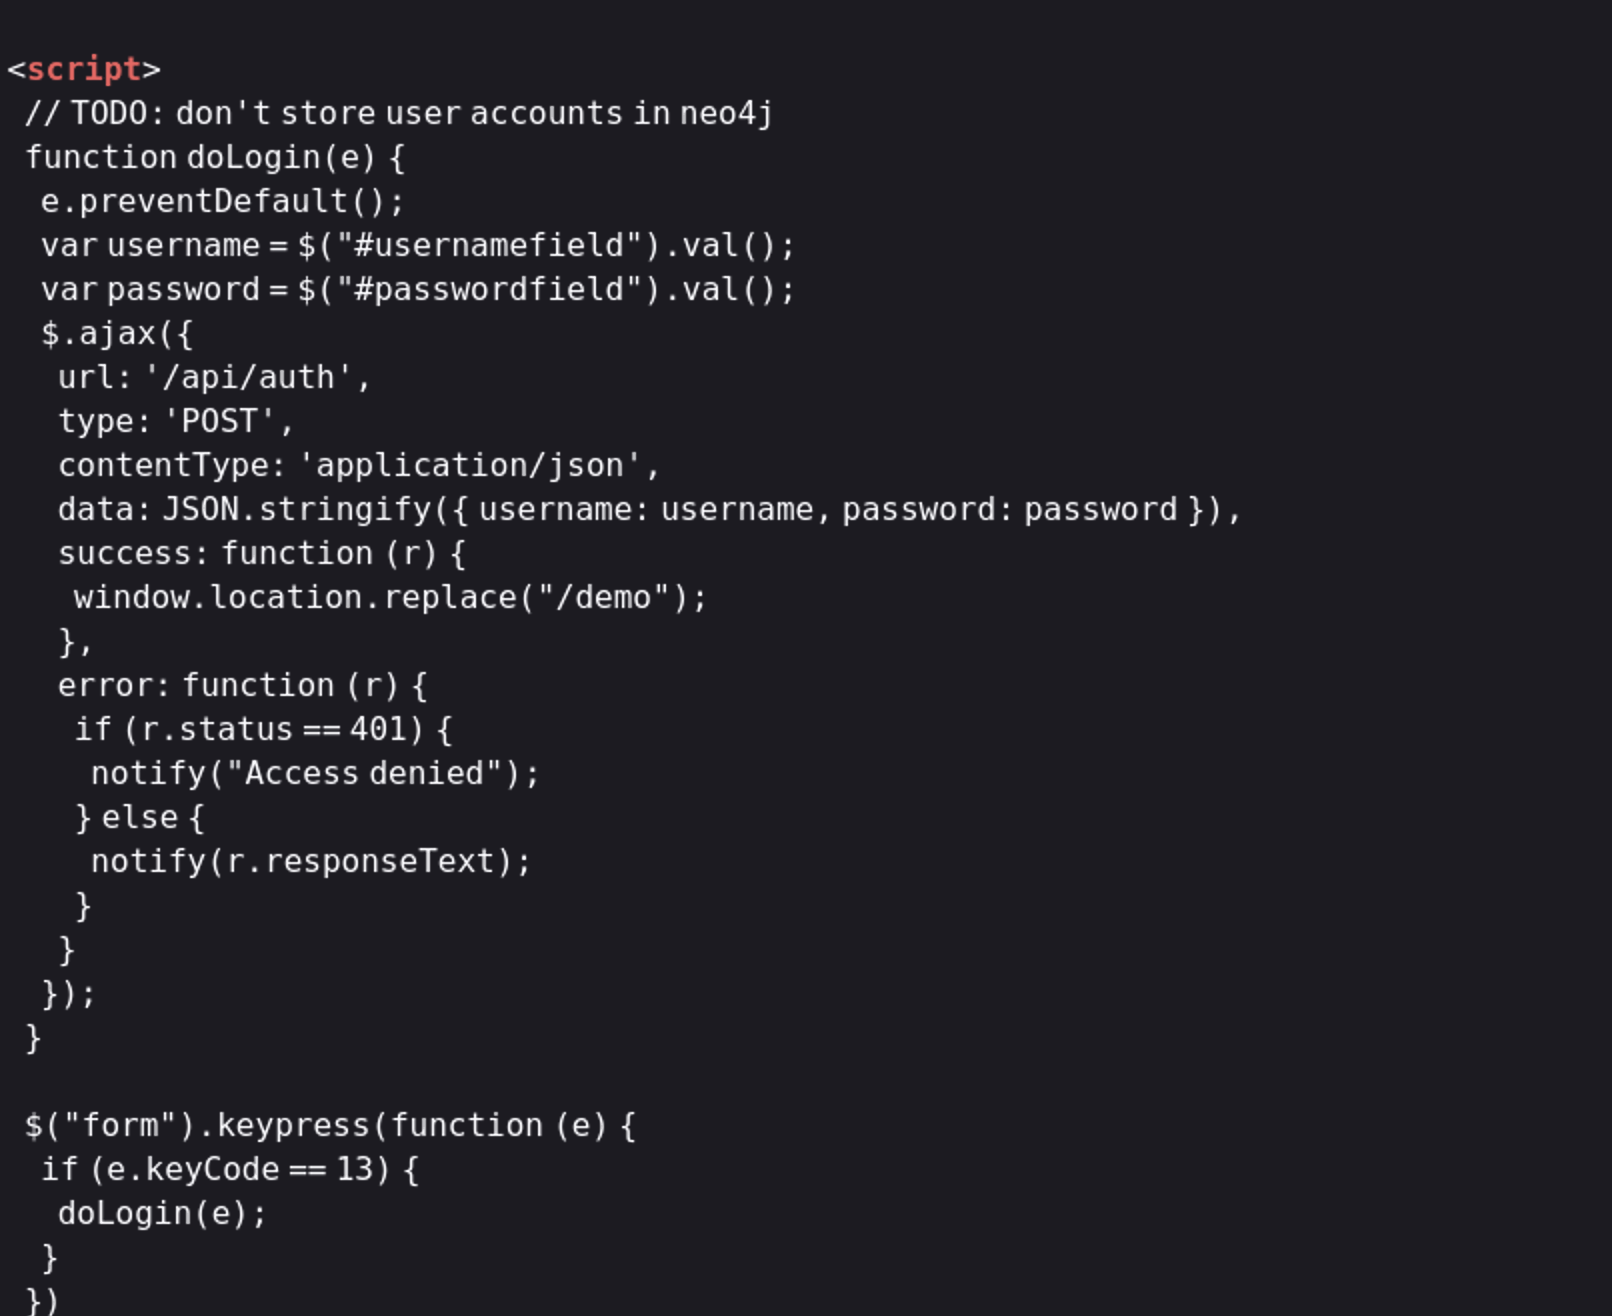 <script>
// TODO: don't store user accounts in neo4j
function doLogin(e) {
e.preventDefault();
var username = $("#usernamefield").val();
var password = $("#passwordfield").val();
$.ajax({
url: '/api/auth',
type: 'POST',
contentType: 'application/json',
data: JSON.stringify({ username: username, password: password }),
success: function (r) {
window.location.replace("/demo");
},
error: function (r) {
if (r.status == 401) {
notify("Access denied");
} else {
notify(r.responseText);
}
}
});
}
$("form").keypress(function (e) {
if (e.keyCode == 13) {
doLogin(e);
}
})